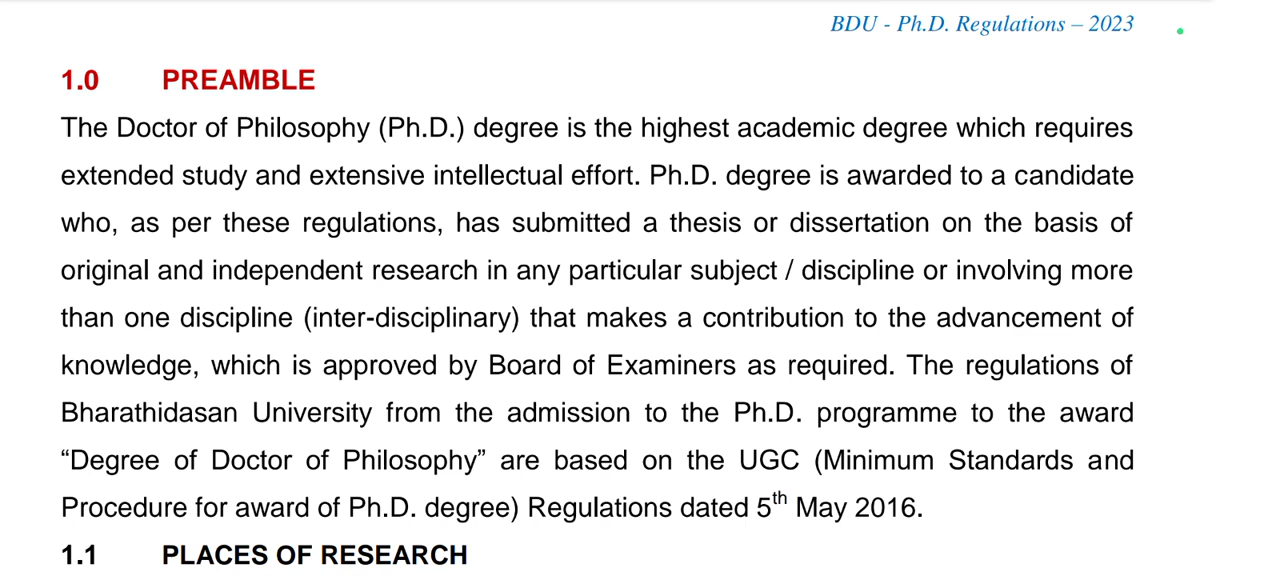 BDU - Ph.D. Regulations – 2023
1.0 PREAMBLE
The Doctor of Philosophy (Ph.D.) degree is the highest academic degree which requires
extended study and extensive intellectual effort. Ph.D. degree is awarded to a candidate
who, as per these regulations, has submitted a thesis or dissertation on the basis of
original and independent research in any particular subject / discipline or involving more
than one discipline (inter-disciplinary) that makes a contribution to the advancement of
knowledge, which is approved by Board of Examiners as required. The regulations of
Bharathidasan University from the admission to the Ph.D. programme to the award
“Degree of Doctor of Philosophy” are based on the UGC (Minimum Standards and
Procedure for award of Ph.D. degree) Regulations dated 5th May 2016.
1.1 PLACES OF RESEARCH